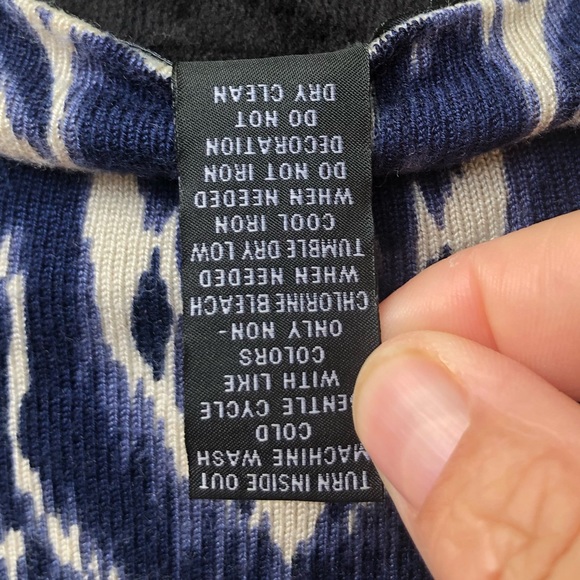 TURN INSIDE OUT
MACHINE WASH
COLD
GENTLE CYCLE
WITH LIKE
COLORS
ONLY NON-
CHLORINE BLEACH
WHEN NEEDED
TUMBLE DRY LOW
COOL IRON
WHEN NEEDED
DO NOT IRON
DECORATION
DO NOT
DRY CLEAN